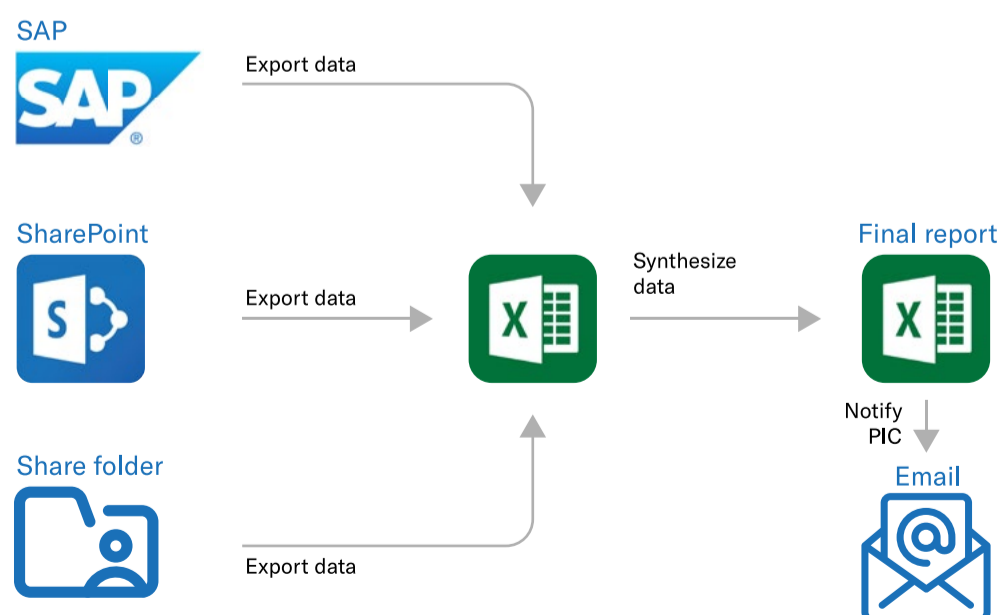 SAP
SAP
®
Export data
SharePoint
S
Export data
X
Synthesize
data
Final report
X
Notify
PIC
Email
@
Share folder
Export data